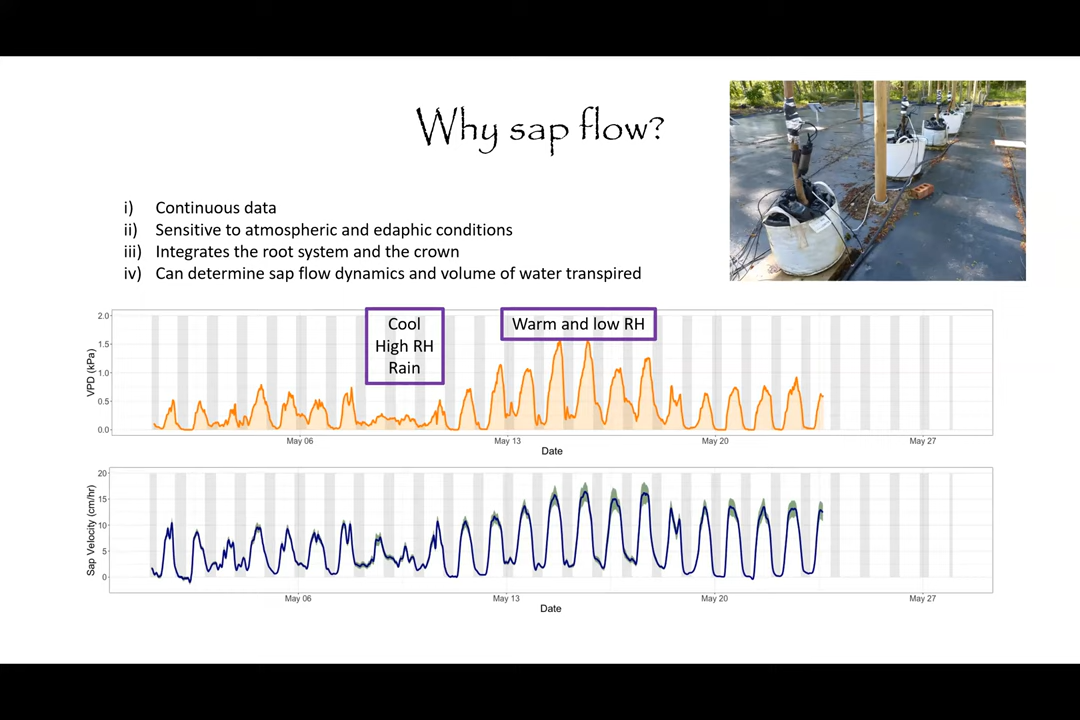 Why sap flow?
i) Continuous data
ii) Sensitive to atmospheric and edaphic conditions
iii) Integrates the root system and the crown
iv) Can determine sap flow dynamics and volume of water transpired
Cool
High RH
Rain
Warm and low RH
VPD (kPa)
2.0
1.5
1.0
0.5
0.0
May 06 May 13 May 20 May 27
Date
Sap Velocity (cm/hr)
20
15
10
5
0
May 06 May 13 May 20 May 27
Date